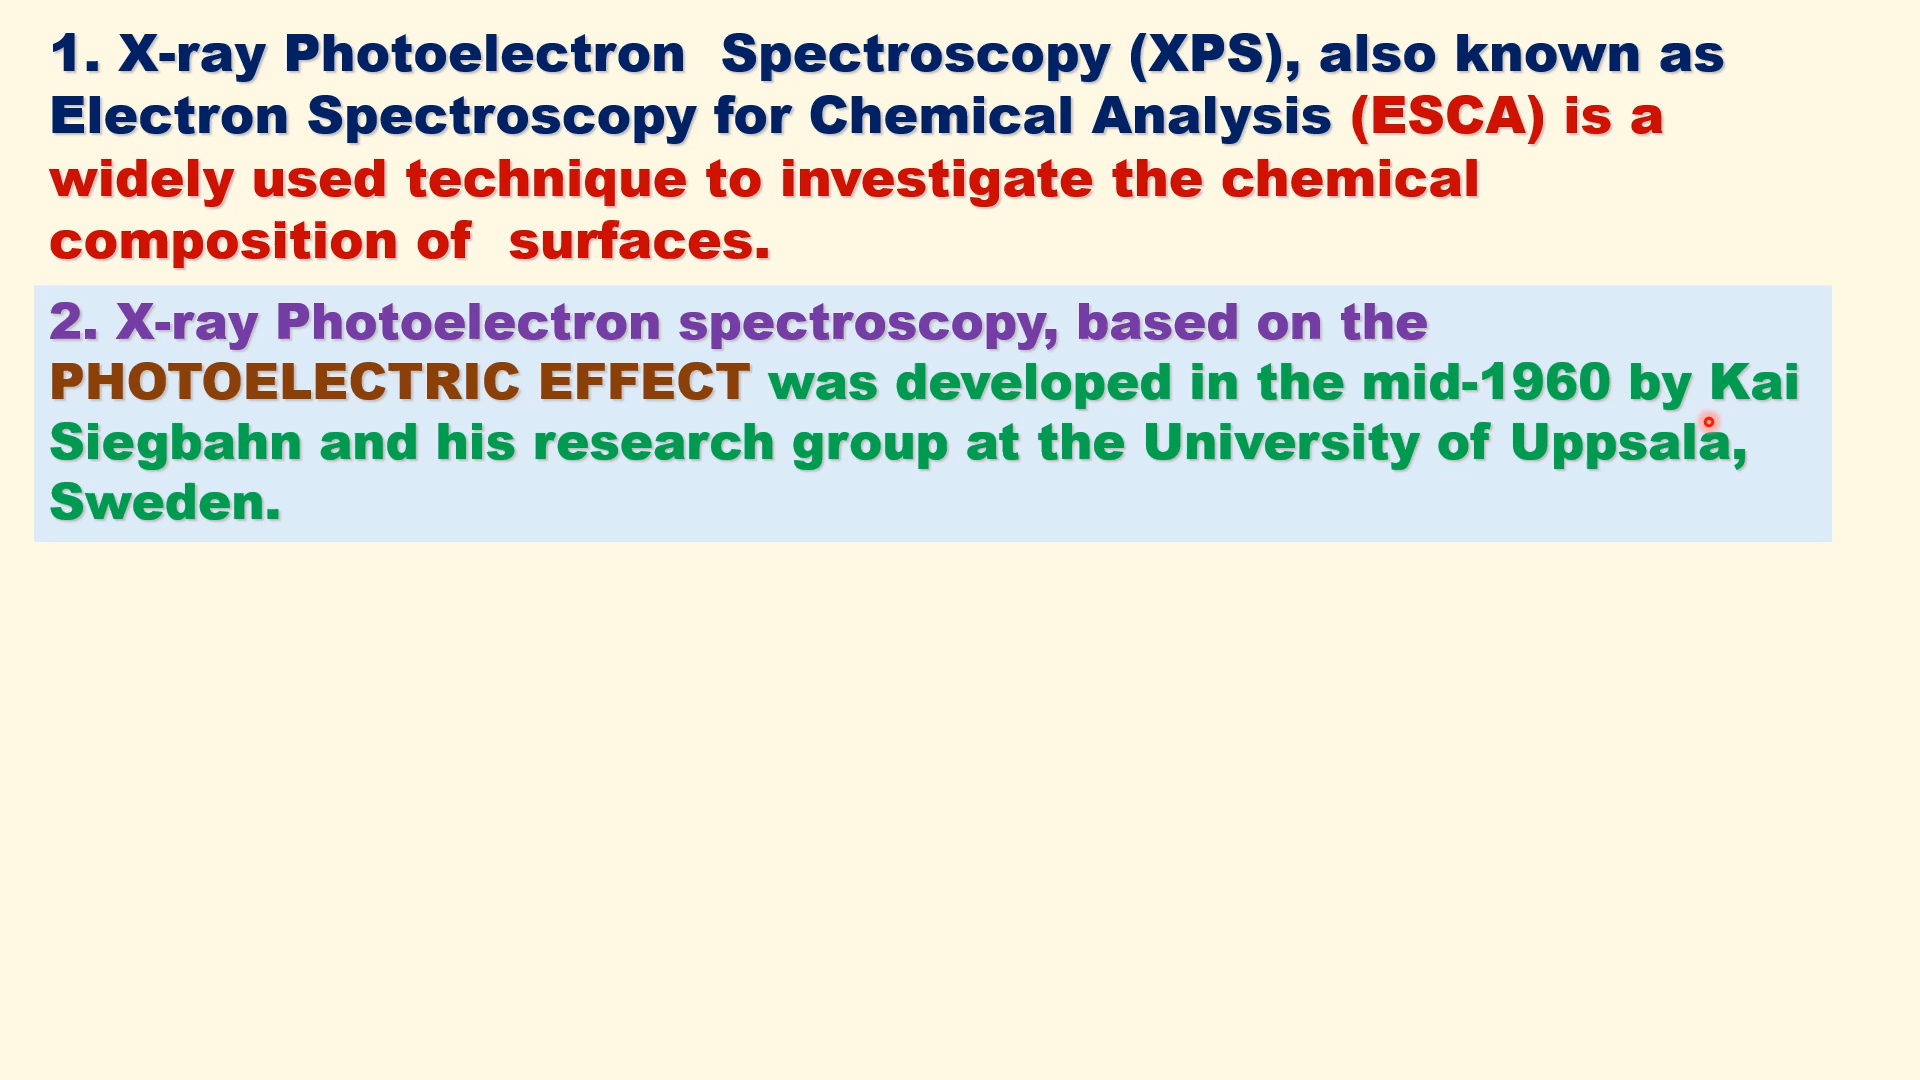 1. X-ray Photoelectron Spectroscopy (XPS), also known as
Electron Spectroscopy for Chemical Analysis (ESCA) is a
widely used technique to investigate the chemical
composition of surfaces.
2. X-ray Photoelectron spectroscopy, based on the
PHOTOELECTRIC EFFECT was developed in the mid-1960 by Kai
Siegbahn and his research group at the University of Uppsala,
Sweden.